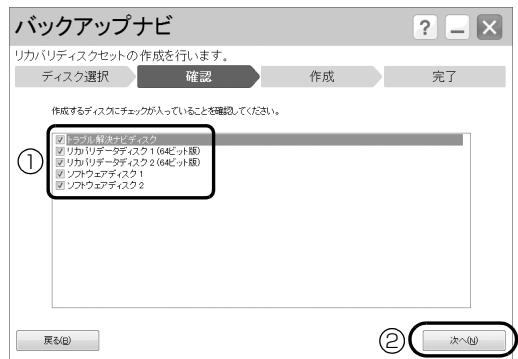 バックアップナビ
?
リカバリディスクセットの作成を行います。
ディスク選択 確認 作成 完了
作成するディスクにチェックが入っていることを確認してください。
①
トラブル解決ナビディスク
リカバリデータディスク1(64ビット版)
リカバリデータディスク2(64ビット版)
ソフトウェアディスク1
ソフトウェアディスク2
戻る(B)
②
次へ(N)